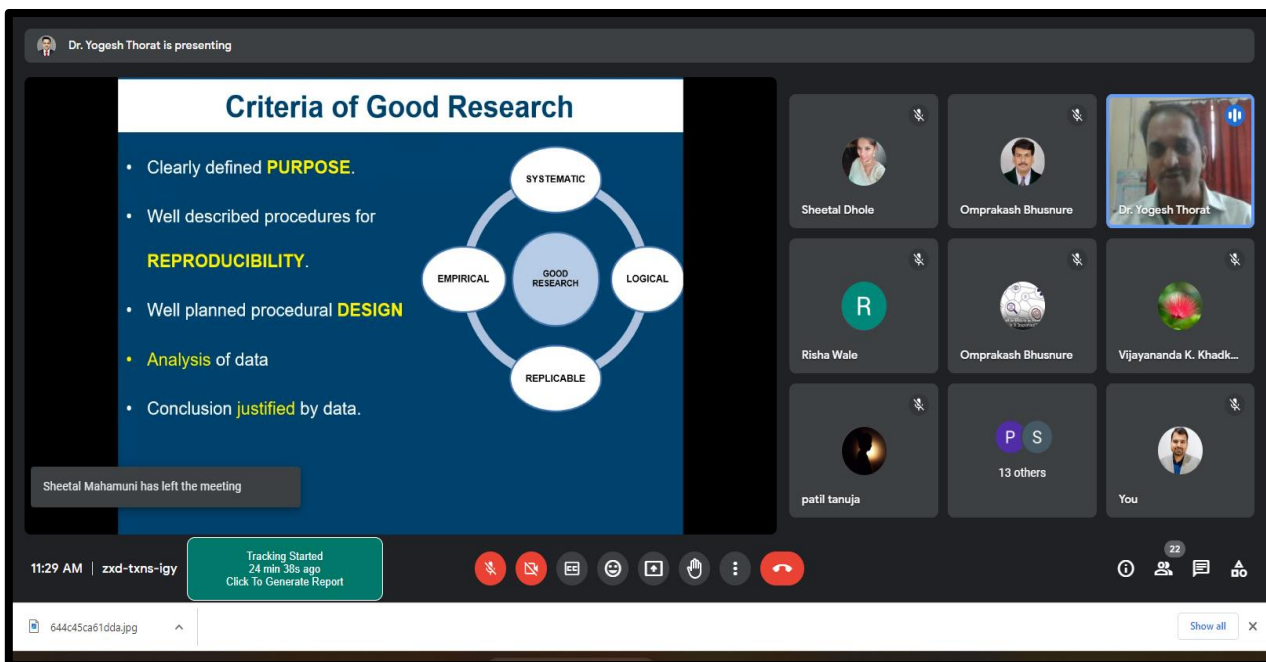 Dr. Yogesh Thorat is presenting
Criteria of Good Research
• Clearly defined PURPOSE.
• Well described procedures for
REPRODUCIBILITY.
• Well planned procedural DESIGN
• Analysis of data
• Conclusion justified by data.
SYSTEMATIC
EMPIRICAL
GOOD
RESEARCH
LOGICAL
REPLICABLE
Sheetal Mahamuni has left the meeting
Sheetal Dhole
Omprakash Bhusnure
Dr. Yogesh Thorat
R
Risha Wale
Omprakash Bhusnure
Vijayananda K. Khadk...
patil tanuja
P S
13 others
You
11:29 AM | zxd-txns-igy
Tracking Started
24 min 38s ago
Click To Generate Report
CC
22
644c45ca61dda.jpg
Show all